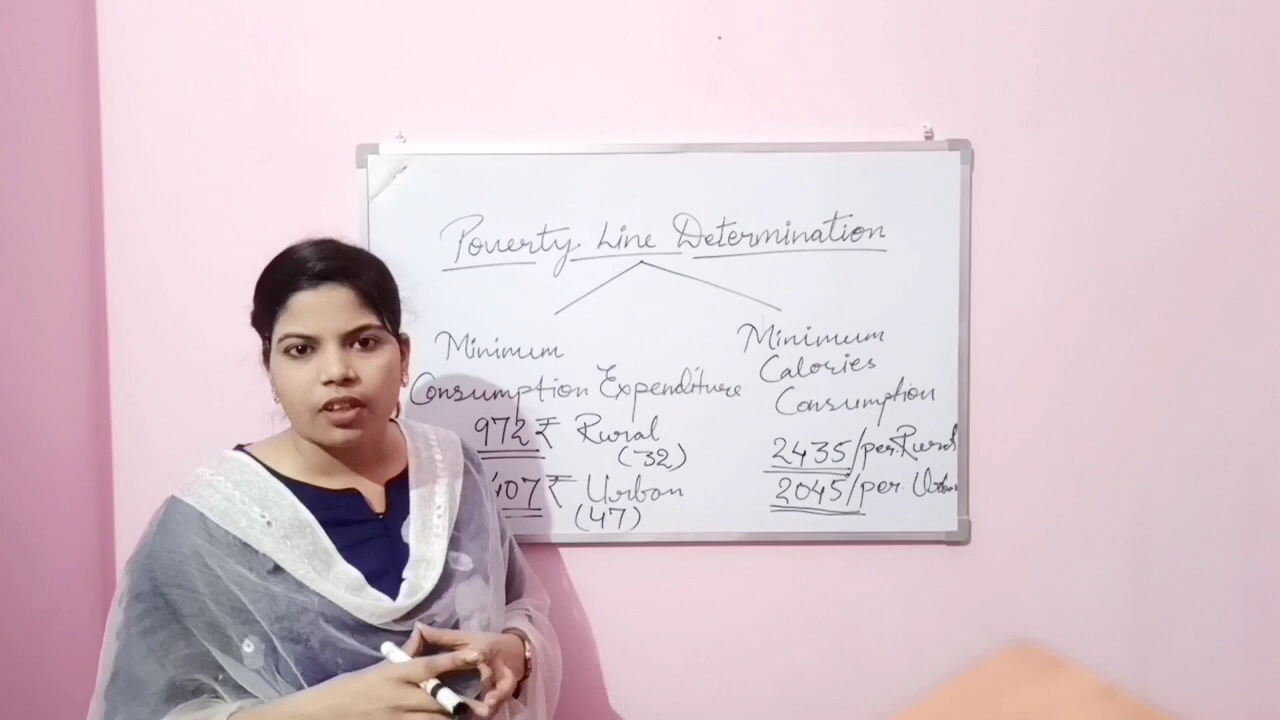 Poverty Line Determination
Minimum
Consumption Expenditure
972 ₹ Rural
(32)
407 ₹ Urban
(47)
Minimum
Calories
Consumption
2435/per.Rural
2045/per. Urban